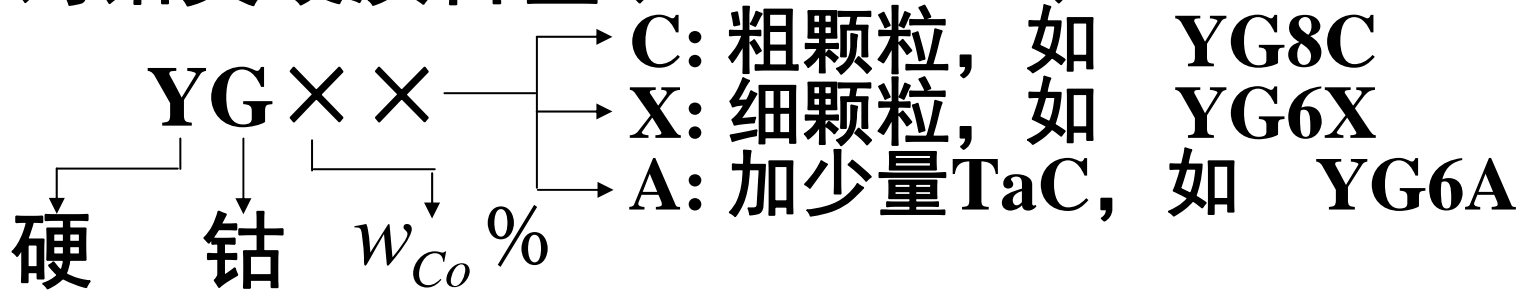 C: 粗颗粒，如 YG8C
YG××
X: 细颗粒，如 YG6X
A: 加少量TaC，如 YG6A
硬 钴 w_Co %